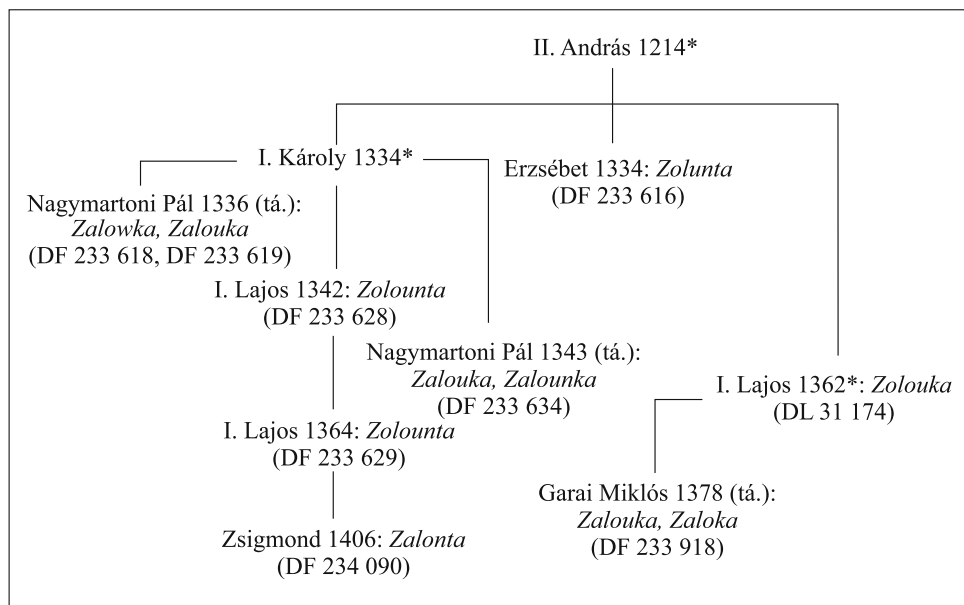 II. András 1214*
I. Károly 1334*
Erzsébet 1334: Zolunta
(DF 233 616)
Nagymartoni Pál 1336 (tá.):
Zalowka, Zalouka
(DF 233 618, DF 233 619)
I. Lajos 1342: Zolounta
(DF 233 628)
Nagymartoni Pál 1343 (tá.):
Zalouka, Zalounka
(DF 233 634)
I. Lajos 1362*: Zolouka
(DL 31 174)
I. Lajos 1364: Zolounta
(DF 233 629)
Garai Miklós 1378 (tá.):
Zalouka, Zaloka
(DF 233 918)
Zsigmond 1406: Zalonta
(DF 234 090)